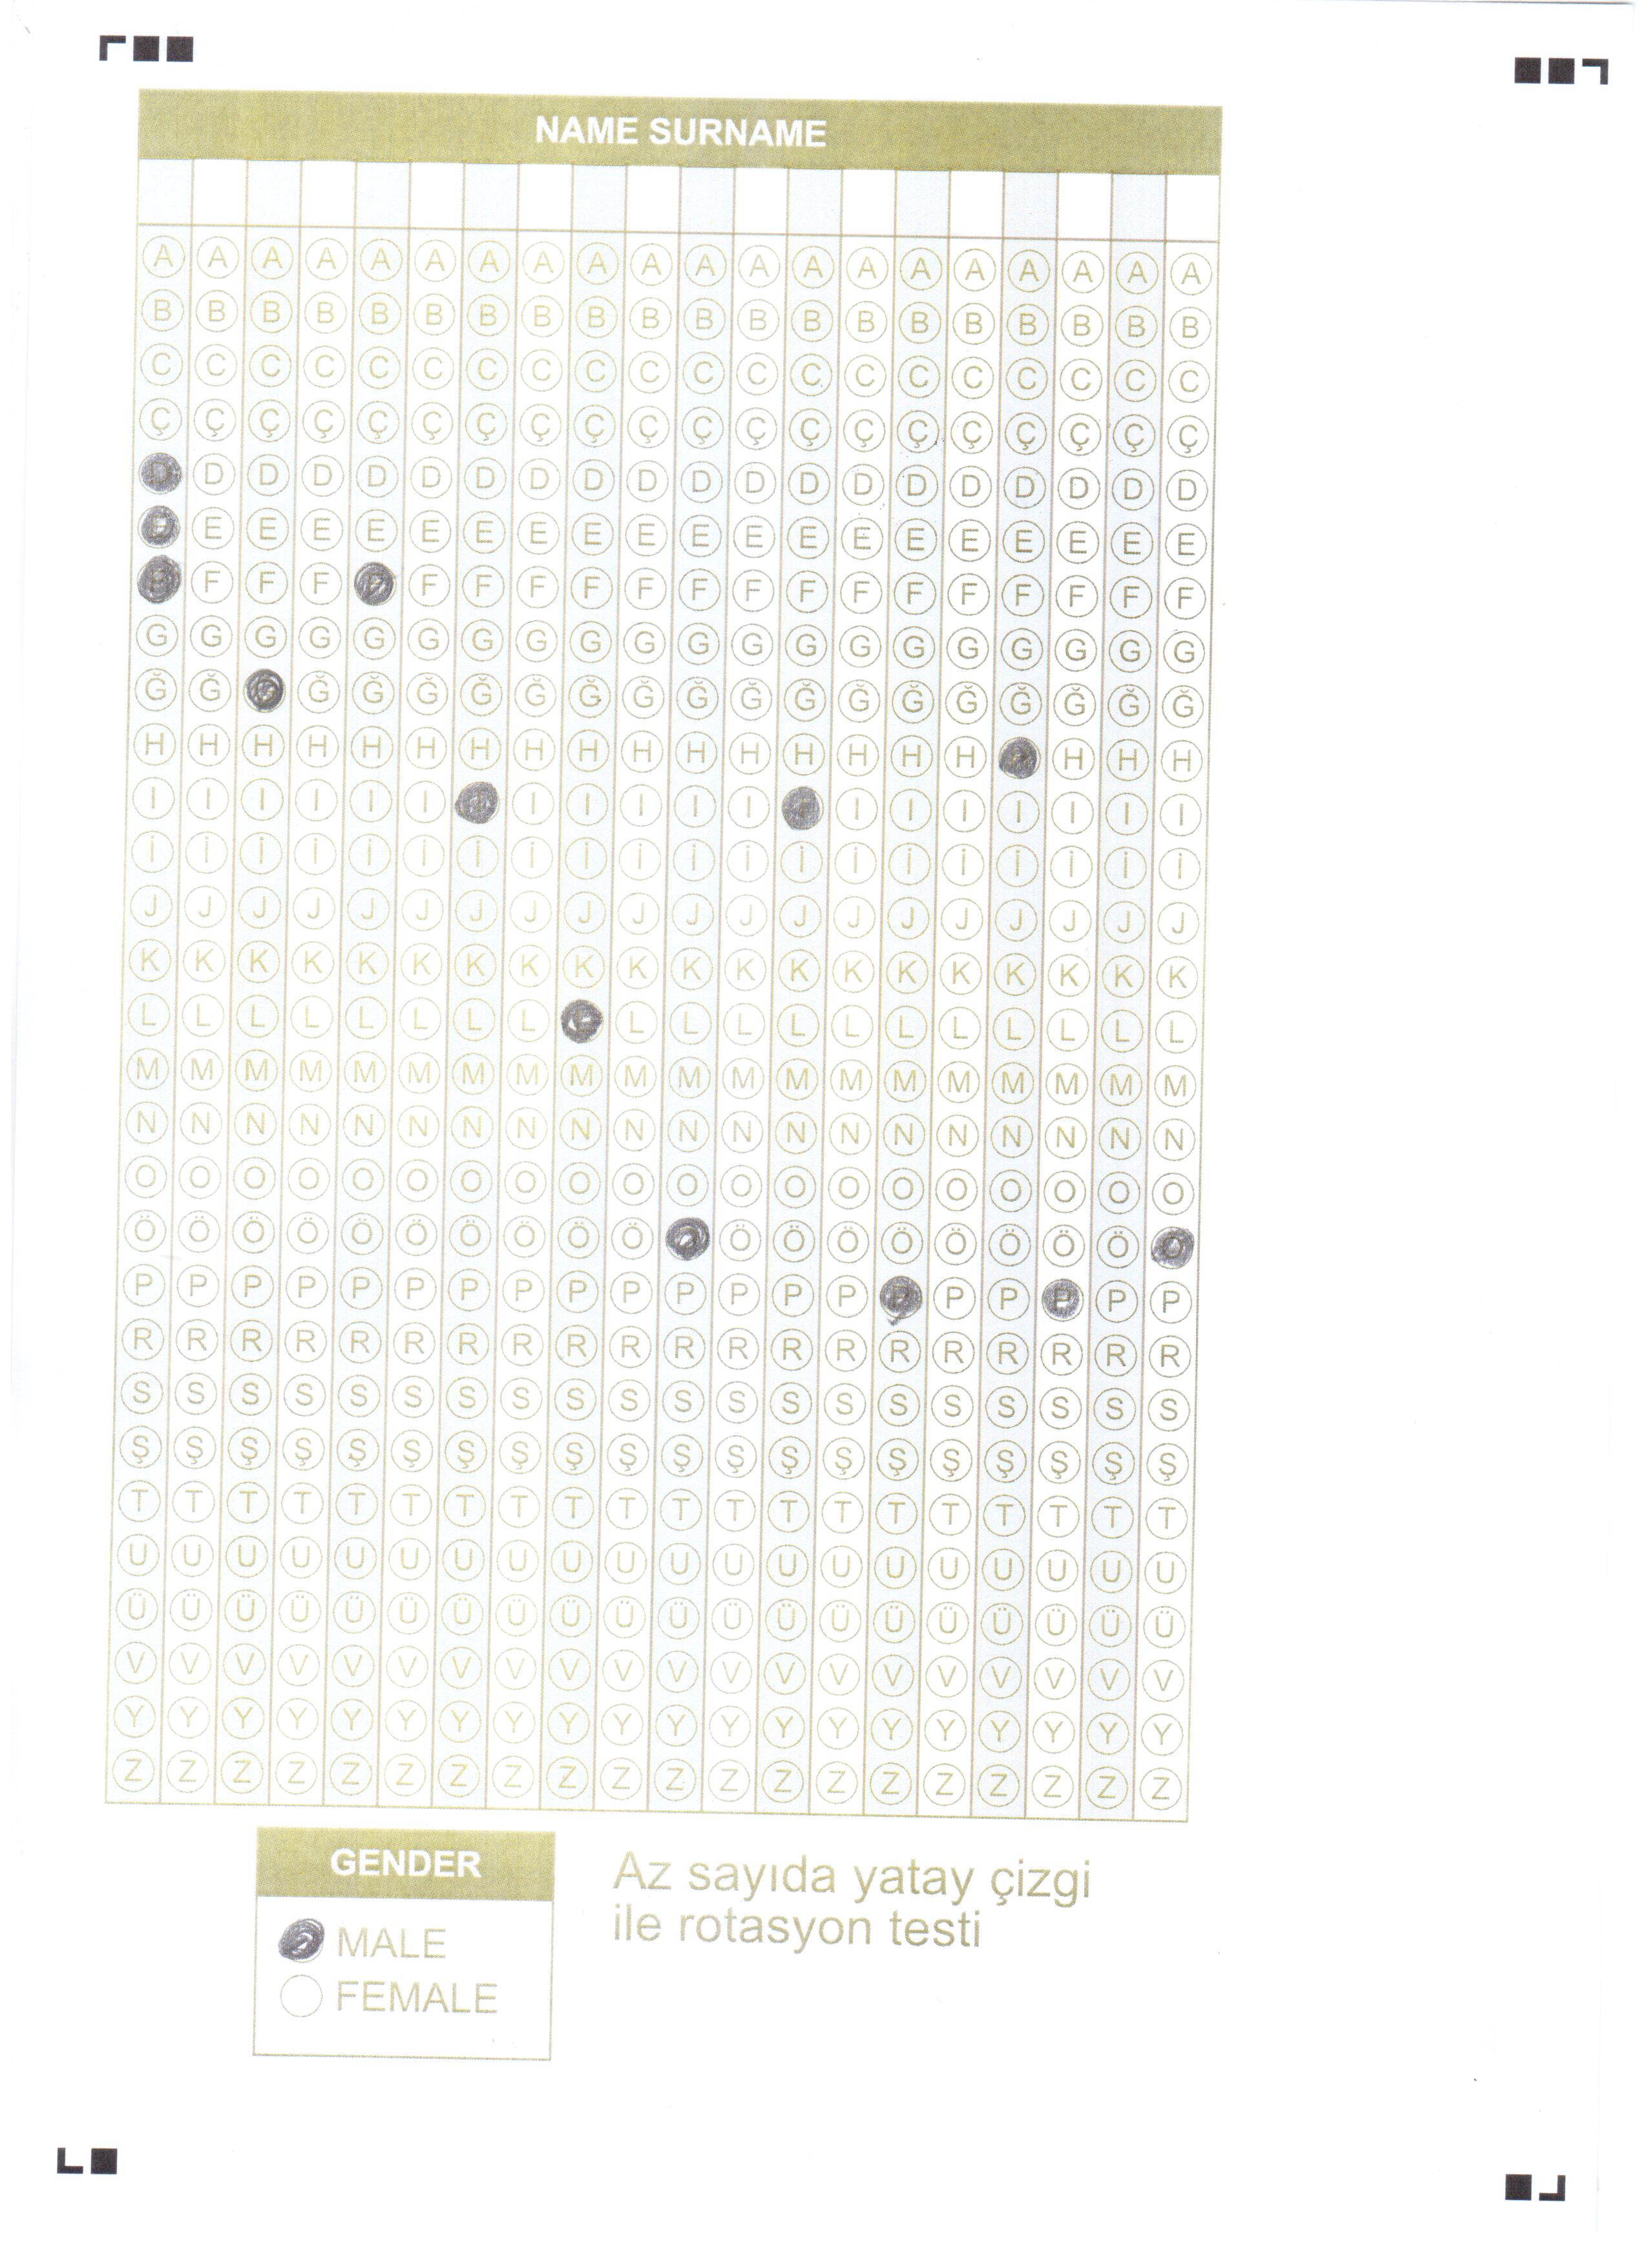 NAME SURNAME
A A A A A A A A A A A A A A A A A A A A
B B B B B B B B B B B B B B B B B B B B
C C C C C C C C C C C C C C C C C C C C
Ç Ç Ç Ç Ç Ç Ç Ç Ç Ç Ç Ç Ç Ç Ç Ç Ç Ç Ç Ç
D D D D D D D D D D D D D D D D D D D D
E E E E E E E E E E E E E E E E E E E
F F F F F F F F F F F F F F F F F F
G G G G G G G G G G G G G G G G G G G G
Ğ Ğ Ğ Ğ Ğ Ğ Ğ Ğ Ğ Ğ Ğ Ğ Ğ Ğ Ğ Ğ Ğ Ğ Ğ
H H H H H H H H H H H H H H H H H H H
I I I I I I I I I I I I I I I I I I
İ İ İ İ İ İ İ İ İ İ İ İ İ İ İ İ İ İ İ İ
J J J J J J J J J J J J J J J J J J J J
K K K K K K K K K K K K K K K K K K K K
L L L L L L L L L L L L L L L L L L L
M M M M M M M M M M M M M M M M M M M M
N N N N N N N N N N N N N N N N N N N N
O O O O O O O O O O O O O O O O O O O O
Ö Ö Ö Ö Ö Ö Ö Ö Ö Ö Ö Ö Ö Ö Ö Ö Ö Ö
P P P P P P P P P P P P P P P P P P P P
R R R R R R R R R R R R R R R R R R R R
S S S S S S S S S S S S S S S S S S S S
Ş Ş Ş Ş Ş Ş Ş Ş Ş Ş Ş Ş Ş Ş Ş Ş Ş Ş Ş Ş
T T T T T T T T T T T T T T T T T T T T
U U U U U U U U U U U U U U U U U U U U
Ü Ü Ü Ü Ü Ü Ü Ü Ü Ü Ü Ü Ü Ü Ü Ü Ü Ü Ü Ü
V V V V V V V V V V V V V V V V V V V V
Y Y Y Y Y Y Y Y Y Y Y Y Y Y Y Y Y Y Y Y
Z Z Z Z Z Z Z Z Z Z Z Z Z Z Z Z Z Z Z Z
GENDER
MALE
FEMALE
Az sayıda yatay çizgi
ile rotasyon testi